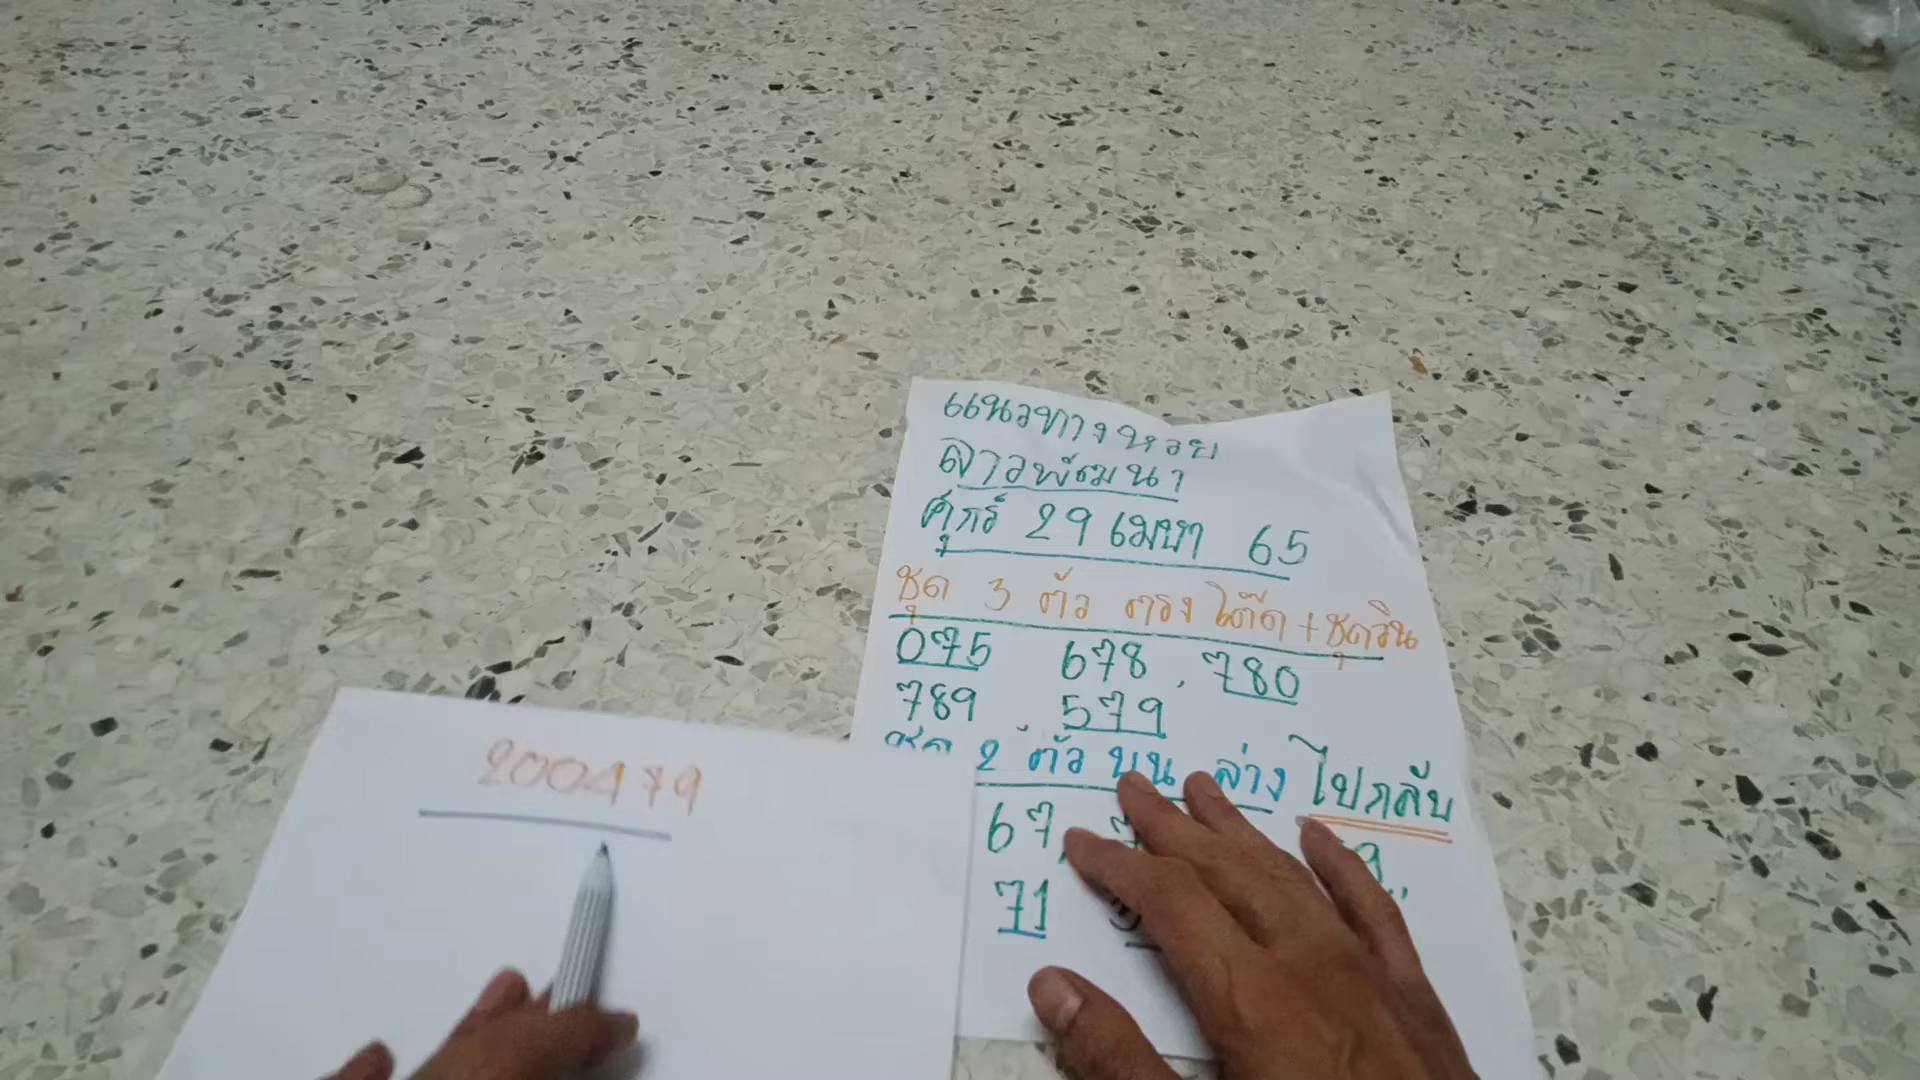 แนวทางหวย
ลาวพัฒนา
ศุกร์ 29 เมษา 65
ชุด 3 ตัว ตรง โต๊ด + ชุดวิน
075 678 , 780
789 579
2 ตัว บน ล่าง ไปกลับ
67,
71
200479